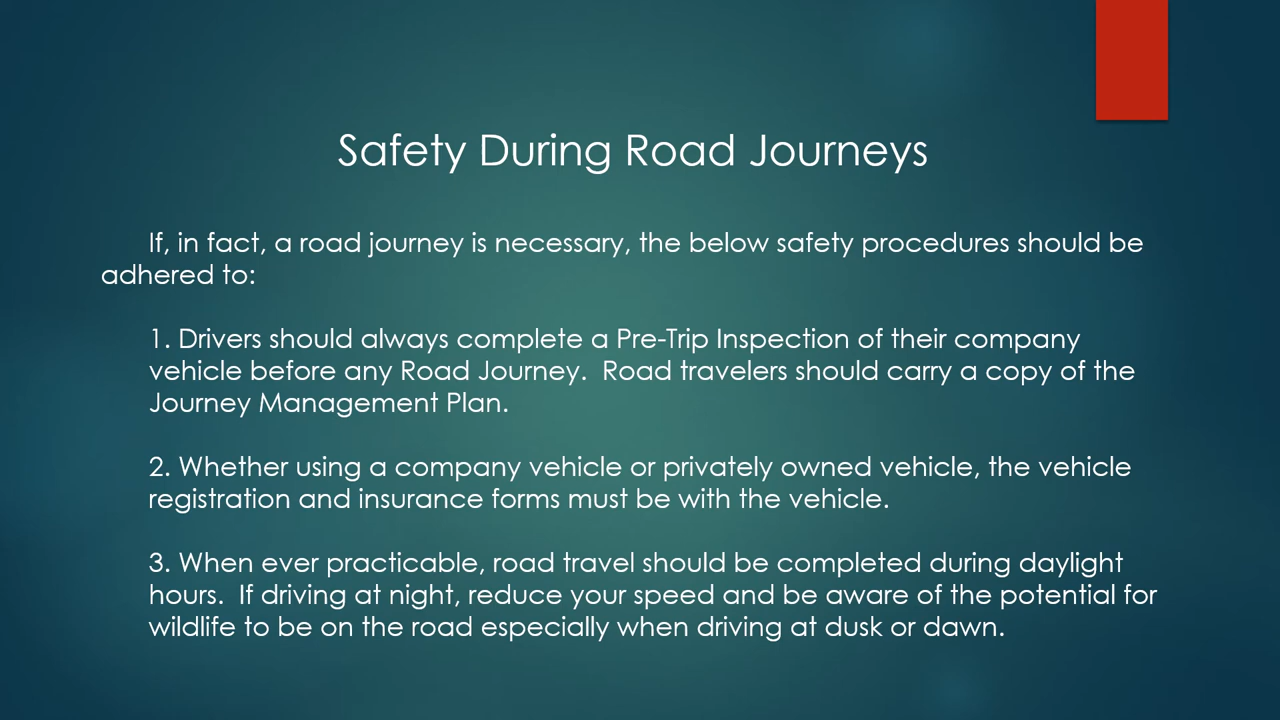 Safety During Road Journeys
If, in fact, a road journey is necessary, the below safety procedures should be
adhered to:
1. Drivers should always complete a Pre-Trip Inspection of their company
vehicle before any Road Journey.  Road travelers should carry a copy of the
Journey Management Plan.
2. Whether using a company vehicle or privately owned vehicle, the vehicle
registration and insurance forms must be with the vehicle.
3. When ever practicable, road travel should be completed during daylight
hours.  If driving at night, reduce your speed and be aware of the potential for
wildlife to be on the road especially when driving at dusk or dawn.